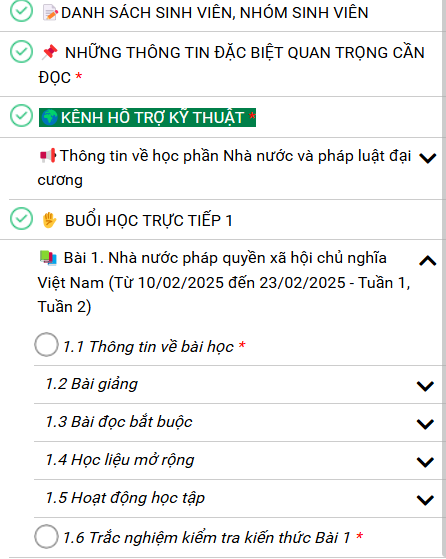 DANH SÁCH SINH VIÊN, NHÓM SINH VIÊN
NHỮNG THÔNG TIN ĐẶC BIỆT QUAN TRỌNG CẦN
ĐỌC *
KÊNH HỖ TRỢ KỸ THUẬT *
Thông tin về học phần Nhà nước và pháp luật đại
cương
BUỔI HỌC TRỰC TIẾP 1
Bài 1. Nhà nước pháp quyền xã hội chủ nghĩa
Việt Nam (Từ 10/02/2025 đến 23/02/2025 - Tuần 1,
Tuần 2)
1.1 Thông tin về bài học *
1.2 Bài giảng
1.3 Bài đọc bắt buộc
1.4 Học liệu mở rộng
1.5 Hoạt động học tập
1.6 Trắc nghiệm kiểm tra kiến thức Bài 1 *